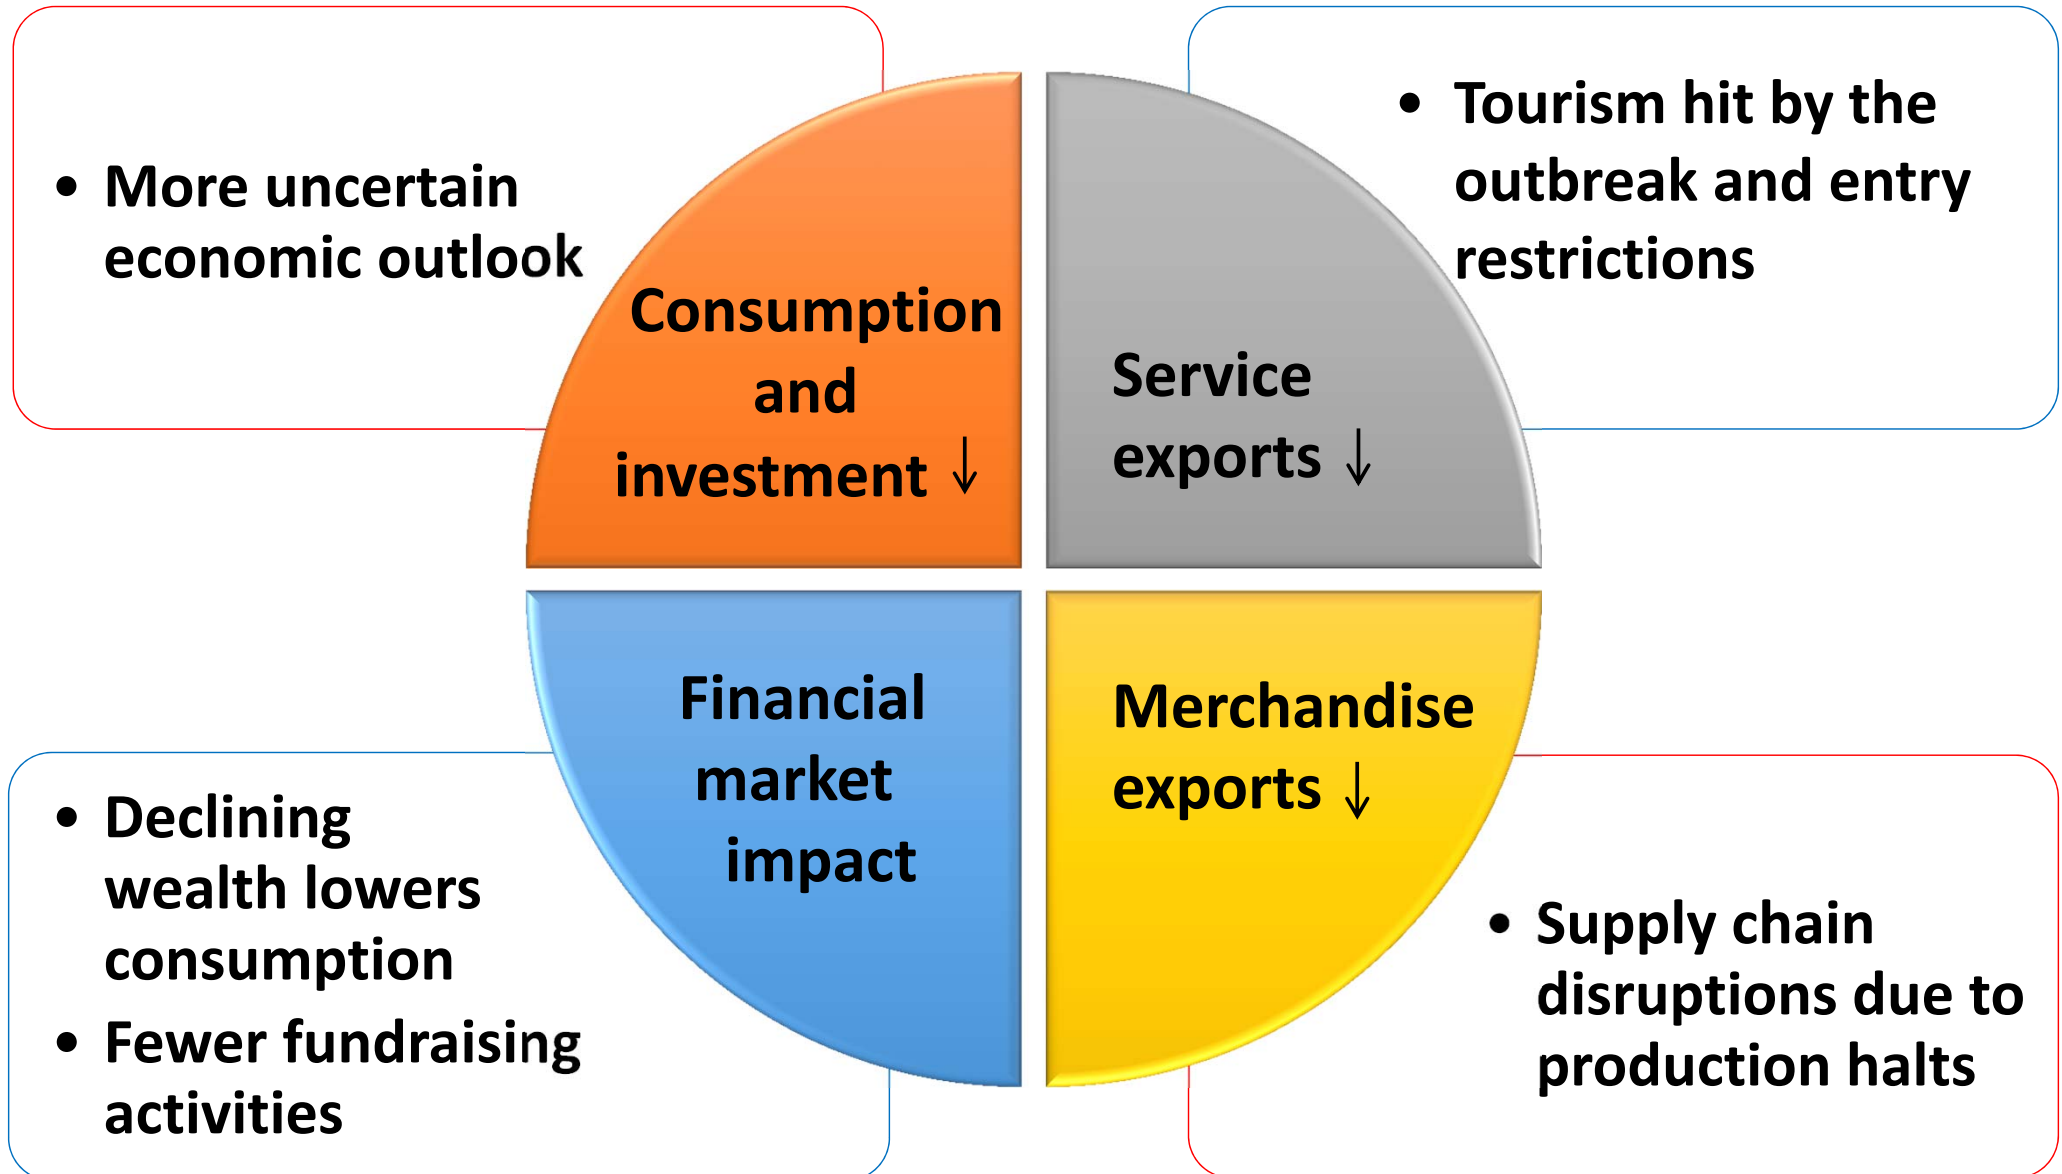 • More uncertain
economic outlook
Consumption
and
investment ↓
• Tourism hit by the
outbreak and entry
restrictions
Service
exports ↓
• Declining
wealth lowers
consumption
• Fewer fundraising
activities
Financial
market
impact
Merchandise
exports ↓
• Supply chain
disruptions due to
production halts